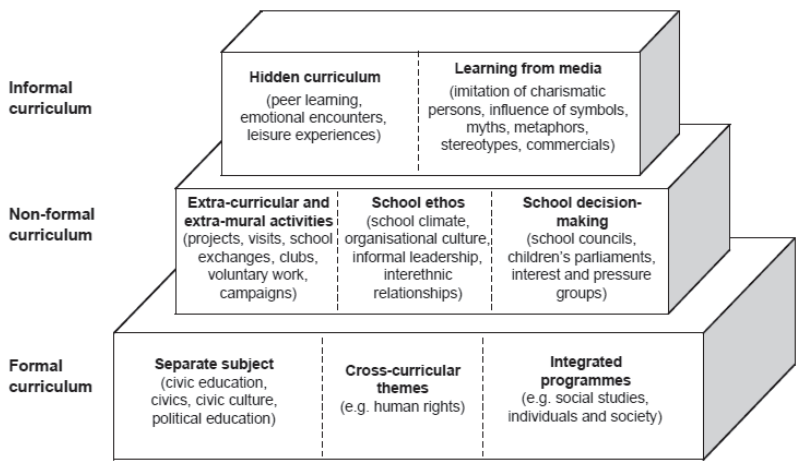 Informal
curriculum
Hidden curriculum
(peer learning,
emotional encounters,
leisure experiences)
Learning from media
(imitation of charismatic
persons, influence of symbols,
myths, metaphors,
stereotypes, commercials)
Non-formal
curriculum
Extra-curricular and
extra-mural activities
(projects, visits, school
exchanges, clubs,
voluntary work,
campaigns)
School ethos
(school climate,
organisational culture,
informal leadership,
interethnic
relationships)
School decision-
making
(school councils,
children's parliaments,
interest and pressure
groups)
Formal
curriculum
Separate subject
(civic education,
civics, civic culture,
political education)
Cross-curricular
themes
(e.g. human rights)
Integrated
programmes
(e.g. social studies,
individuals and society)